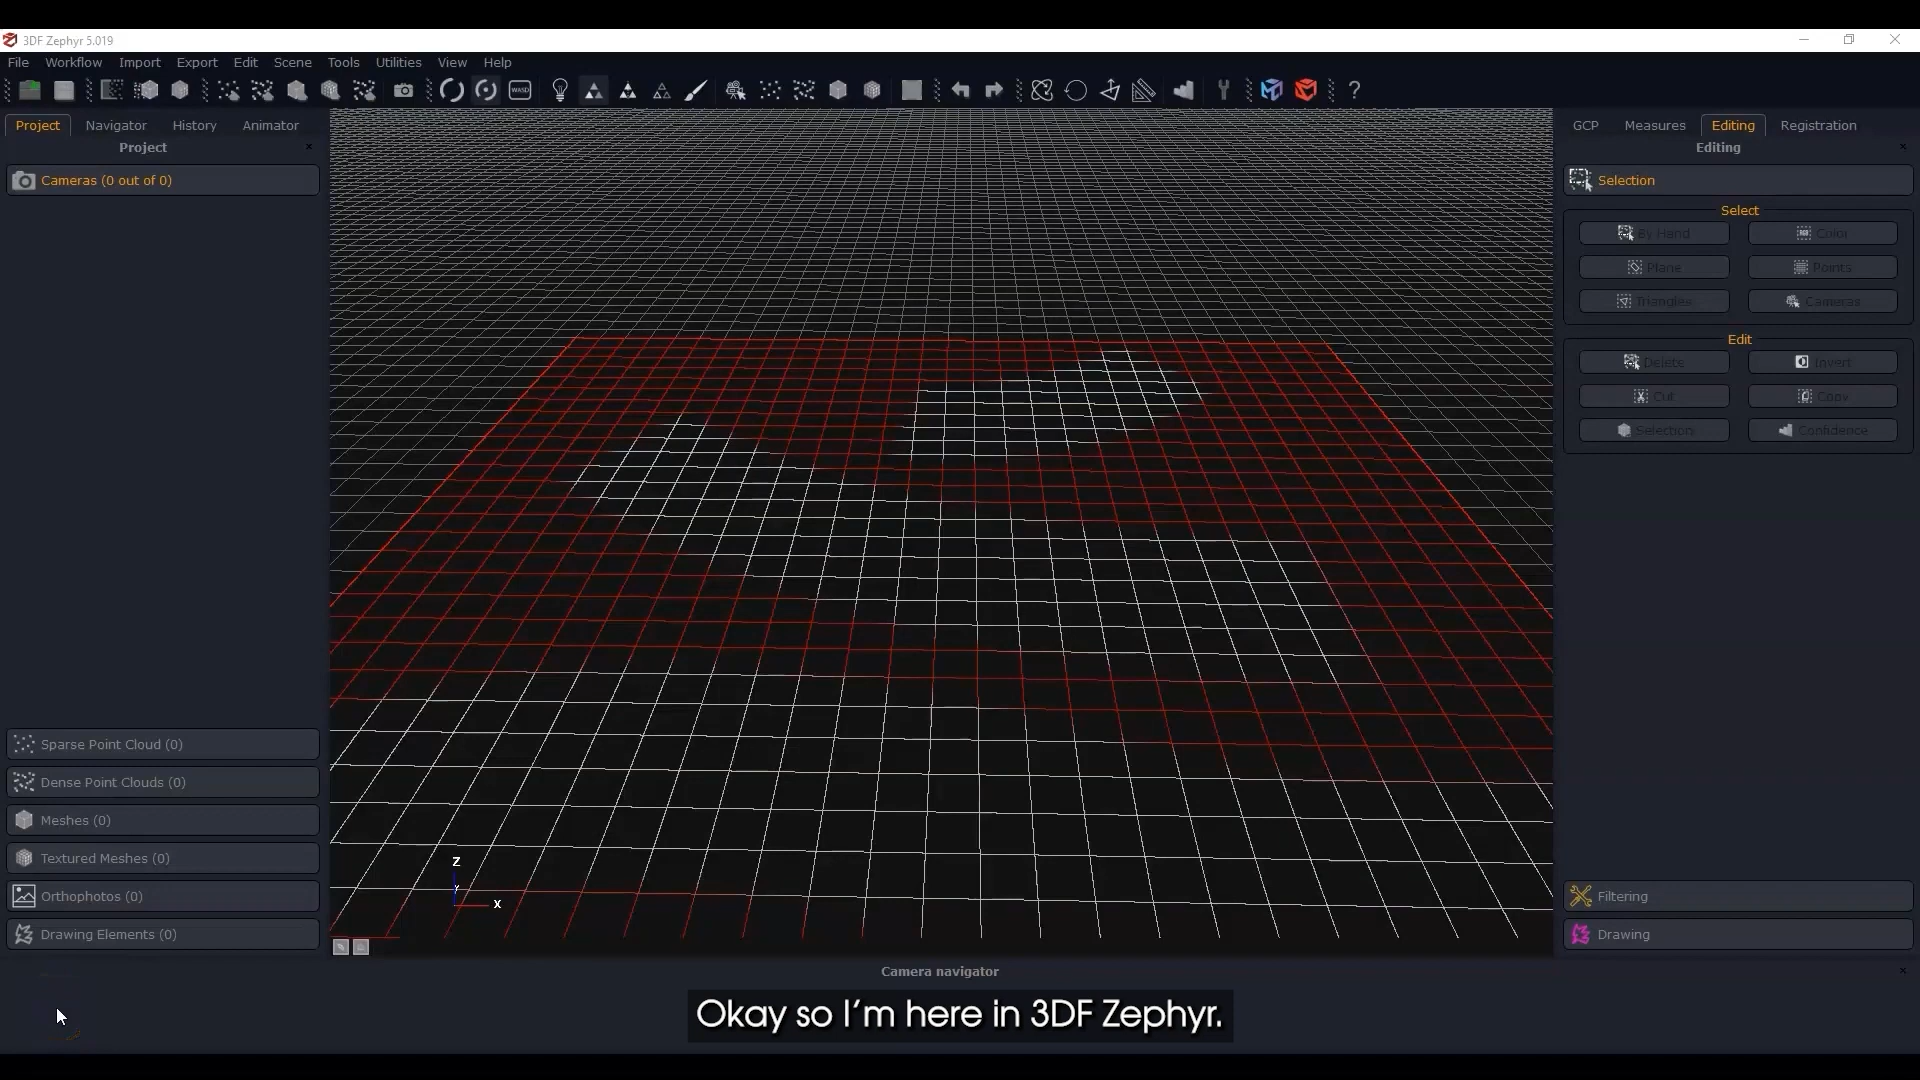 3DF Zephyr 5.019
File Workflow Import Export Edit Scene Tools Utilities View Help
WASD
?
Project Navigator History Animator
Project
Cameras (0 out of 0)
Sparse Point Cloud (0)
Dense Point Clouds (0)
Meshes (0)
Textured Meshes (0)
Orthophotos (0)
Drawing Elements (0)
Z
Y
X
GCP Measures Editing Registration
Editing
Selection
Select
By Hand Color
Plane Points
Triangles Cameras
Edit
Delete Invert
Cut Copy
Selection Confidence
Filtering
Drawing
Camera navigator
Okay so I'm here in 3DF Zephyr.